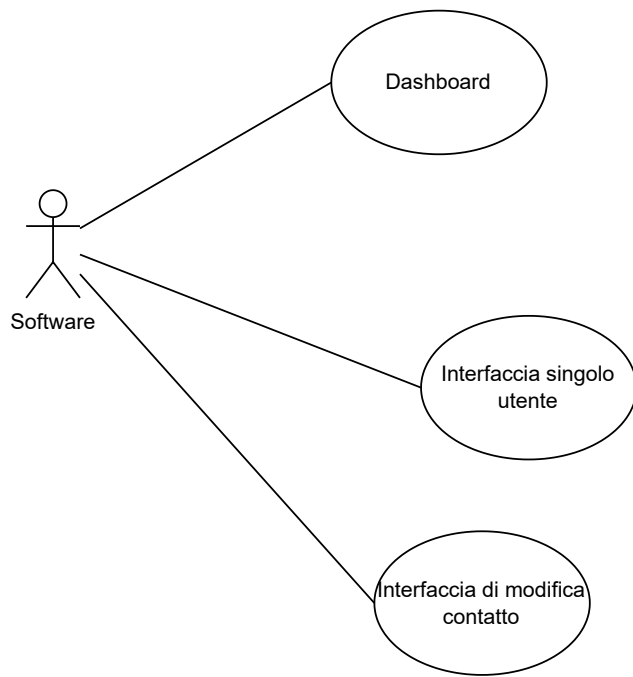 Dashboard
Software
Interfaccia singolo
utente
Interfaccia di modifica
contatto